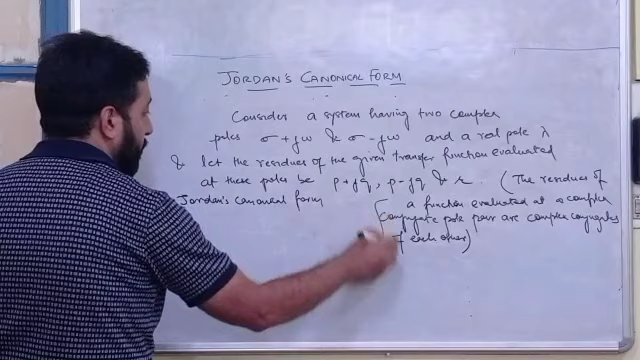 JORDAN'S CANONICAL FORM
Consider a system having two complex
poles σ + jω & σ - jω and a real pole λ
& let the residues of the given transfer function evaluated
at these poles be p+jq, p-jq & r. (The residues of
Jordan's canonical form a function evaluated at a complex
conjugate pole pair are complex conjugates
of each other)